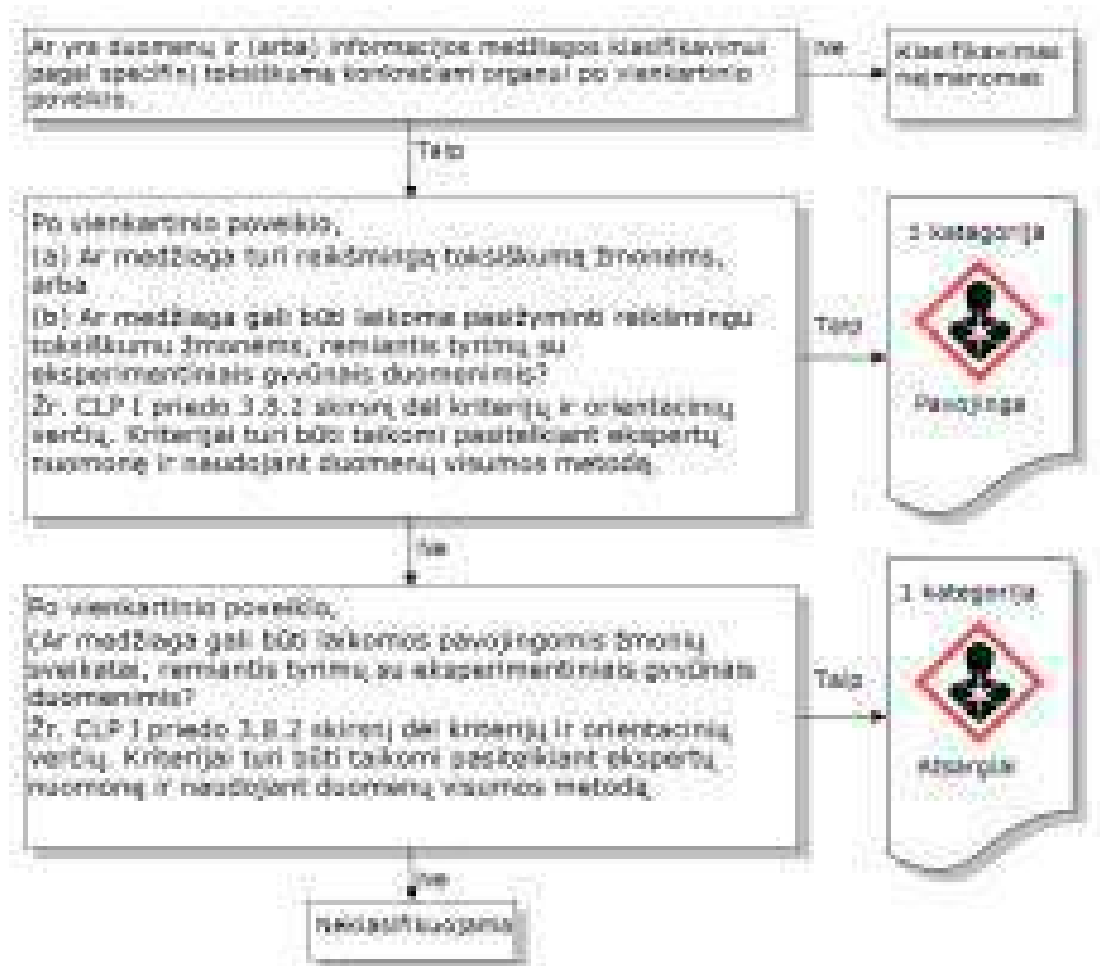 Ar yra duomenų ir (arba) informacijos medžiagos klasifikavimui
pagal specifinį toksiškumą konkrečiam organui po vienkartinio
poveikio.
Ne
Klasifikavimas
neįmanomas
Taip
Po vienkartinio poveikio,
(a) Ar medžiaga turi reikšmingą toksiškumą žmonėms,
arba
(b) Ar medžiaga gali būti laikoma pasižyminti reikšmingu
toksiškumu žmonėms, remiantis tyrimų su
eksperimentiniais gyvūnais duomenimis?
Žr. CLP I priedo 3.8.2 skirsnį dėl kriterijų ir orientacinių
verčių. Kriterijai turi būti taikomi pasitelkiant ekspertų
nuomonę ir naudojant duomenų visumos metodą.
Taip
1 kategorija
Pavojinga
Ne
Po vienkartinio poveikio,
(Ar medžiaga gali būti laikomos pavojingomis žmonių
sveikatai, remiantis tyrimų su eksperimentiniais gyvūnais
duomenimis?
Žr. CLP I priedo 3.8.2 skirsnį dėl kriterijų ir orientacinių
verčių. Kriterijai turi būti taikomi pasitelkiant ekspertų
nuomonę ir naudojant duomenų visumos metodą
Taip
2 kategorija
Atsargiai
Ne
Neklasifikuojama